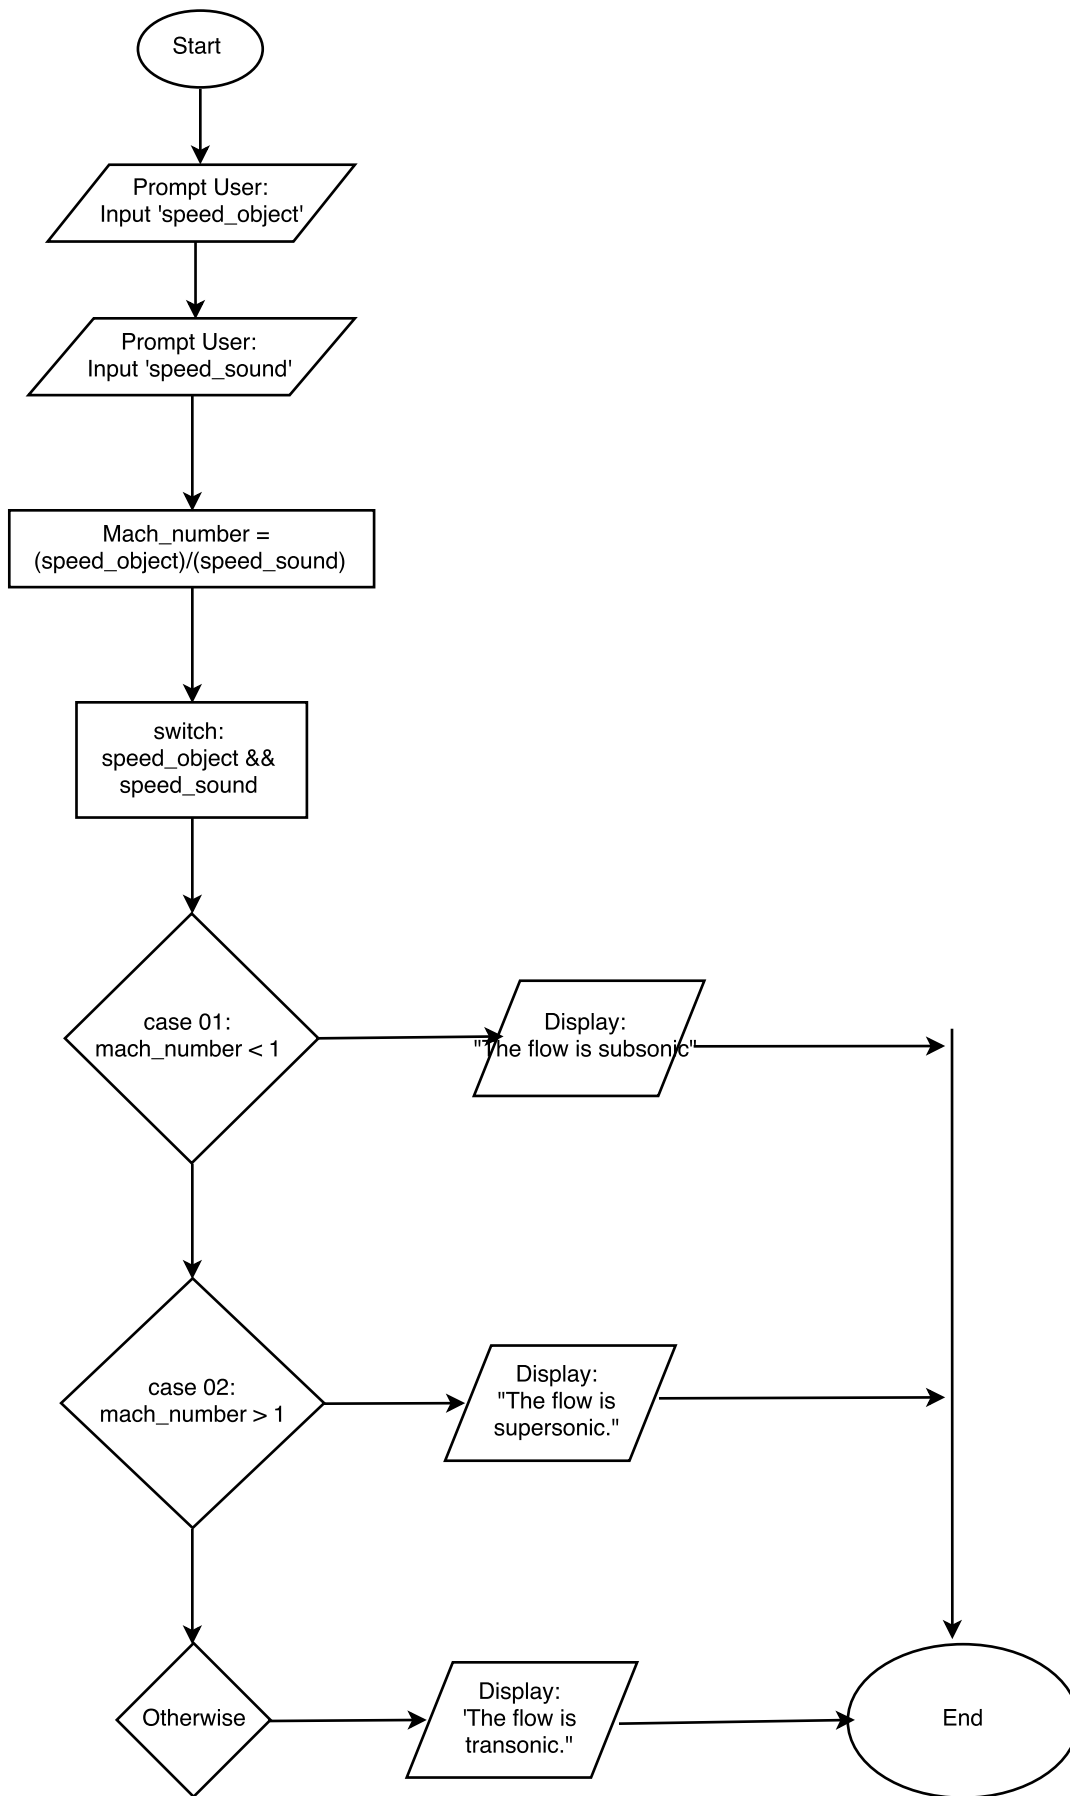 Start
Prompt User:
Input 'speed_object'
Prompt User:
Input 'speed_sound'
Mach_number =
(speed_object)/(speed_sound)
switch:
speed_object &&
speed_sound
case 01:
mach_number < 1
Display:
"The flow is subsonic"
case 02:
mach_number > 1
Display:
"The flow is
supersonic."
Otherwise
Display:
'The flow is
transonic."
End